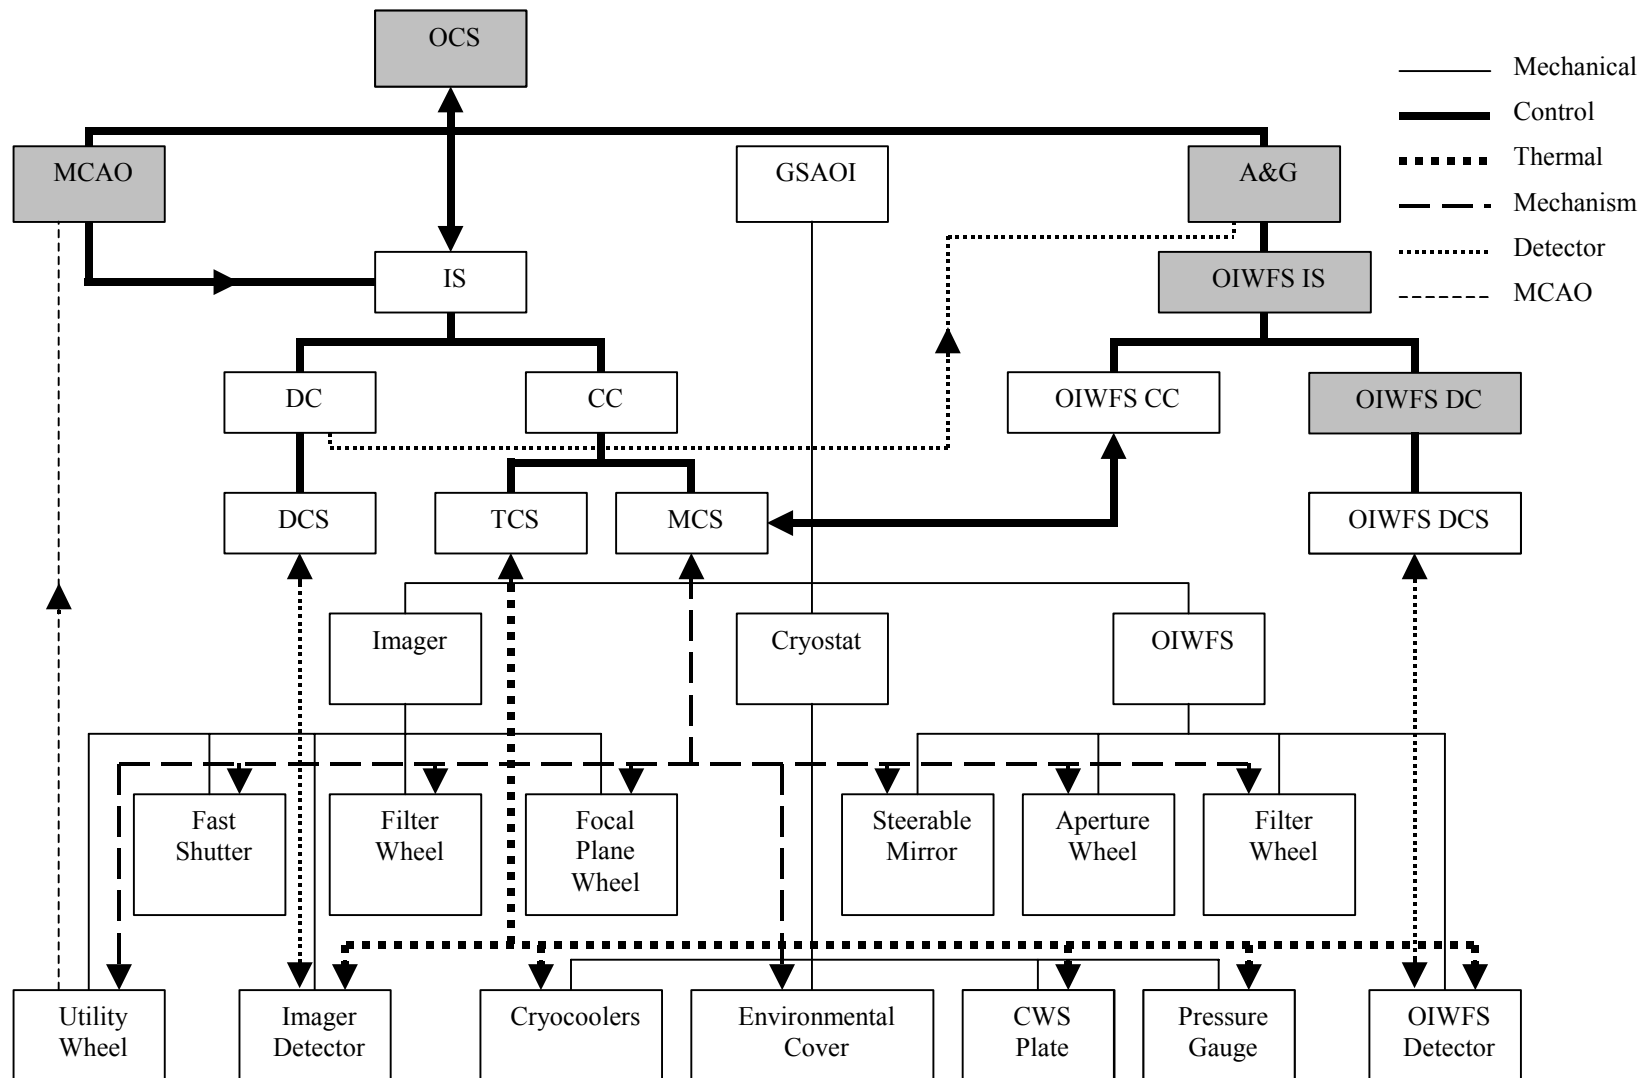 OCS
Mechanical
Control
Thermal
Mechanism
Detector
MCAO
MCAO
GSAOI
A&G
IS
OIWFS IS
DC
CC
OIWFS CC
OIWFS DC
DCS
TCS
MCS
OIWFS DCS
Imager
Cryostat
OIWFS
Fast
Shutter
Filter
Wheel
Focal
Plane
Wheel
Steerable
Mirror
Aperture
Wheel
Filter
Wheel
Utility
Wheel
Imager
Detector
Cryocoolers
Environmental
Cover
CWS
Plate
Pressure
Gauge
OIWFS
Detector